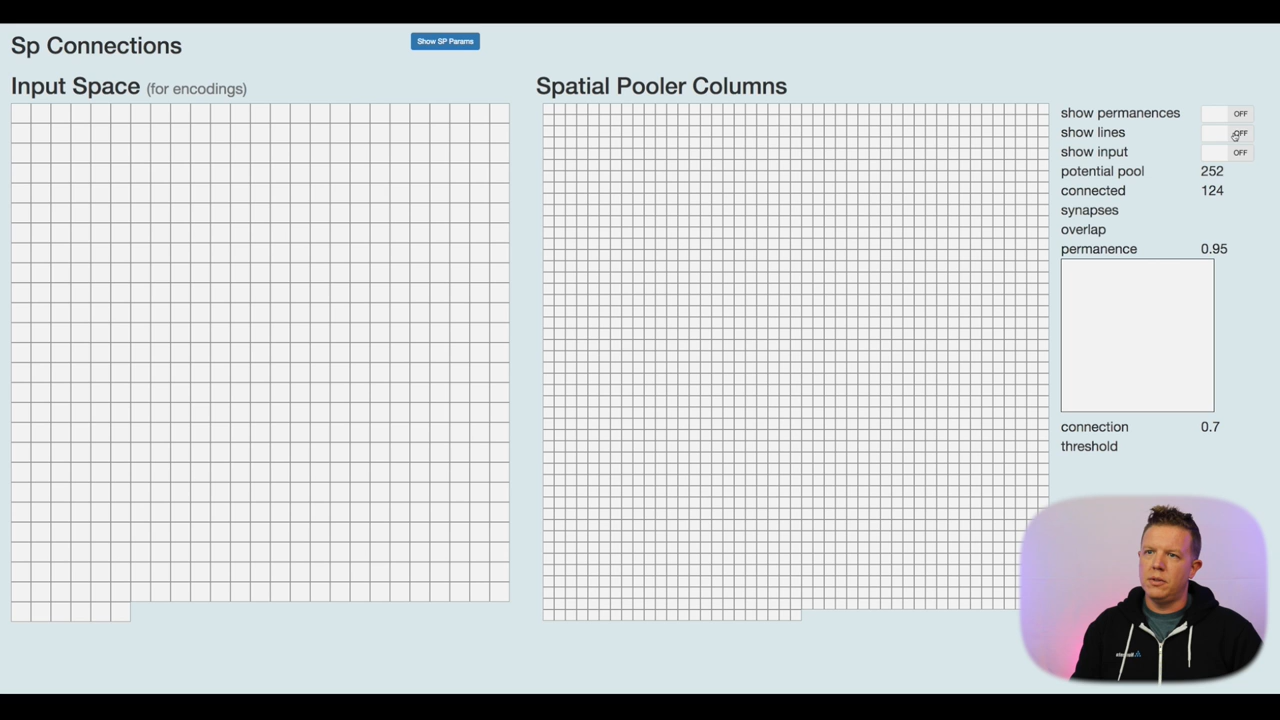 Sp Connections
Show SP Params
Input Space (for encodings)
Spatial Pooler Columns
show permanences OFF
show lines OFF
show input OFF
potential pool 252
connected 124
synapses
overlap
permanence 0.95
connection 0.7
threshold